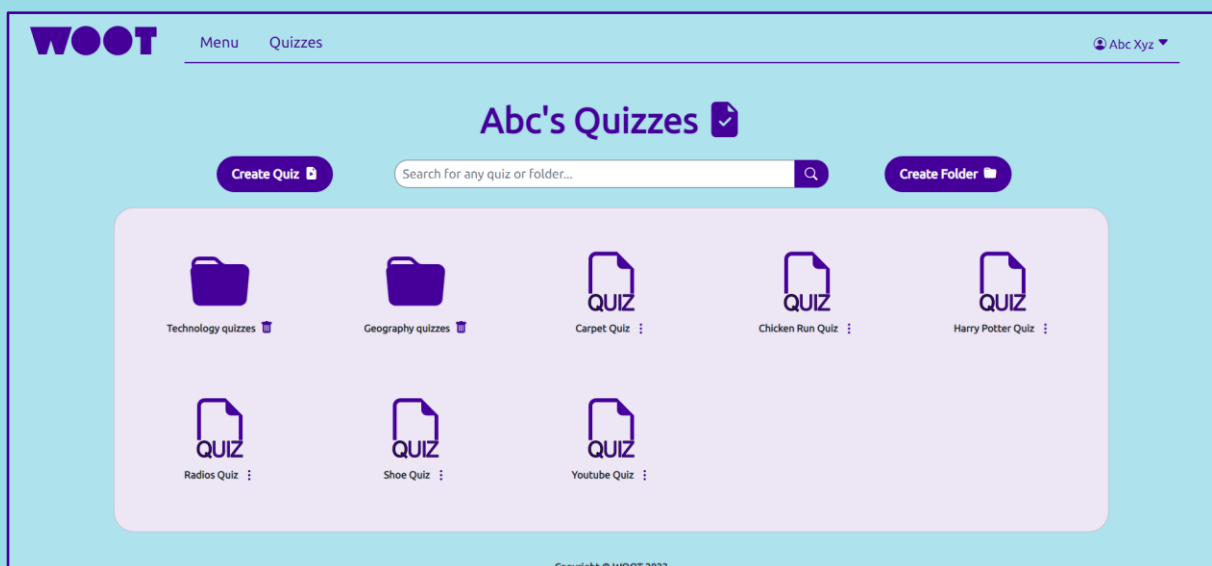 WOOT Menu Quizzes Abc Xyz
Abc's Quizzes
Create Quiz Search for any quiz or folder... Create Folder
QUIZ QUIZ QUIZ
Technology quizzes Geography quizzes Carpet Quiz Chicken Run Quiz Harry Potter Quiz
QUIZ QUIZ QUIZ
Radios Quiz Shoe Quiz Youtube Quiz
Copyright © WOOT